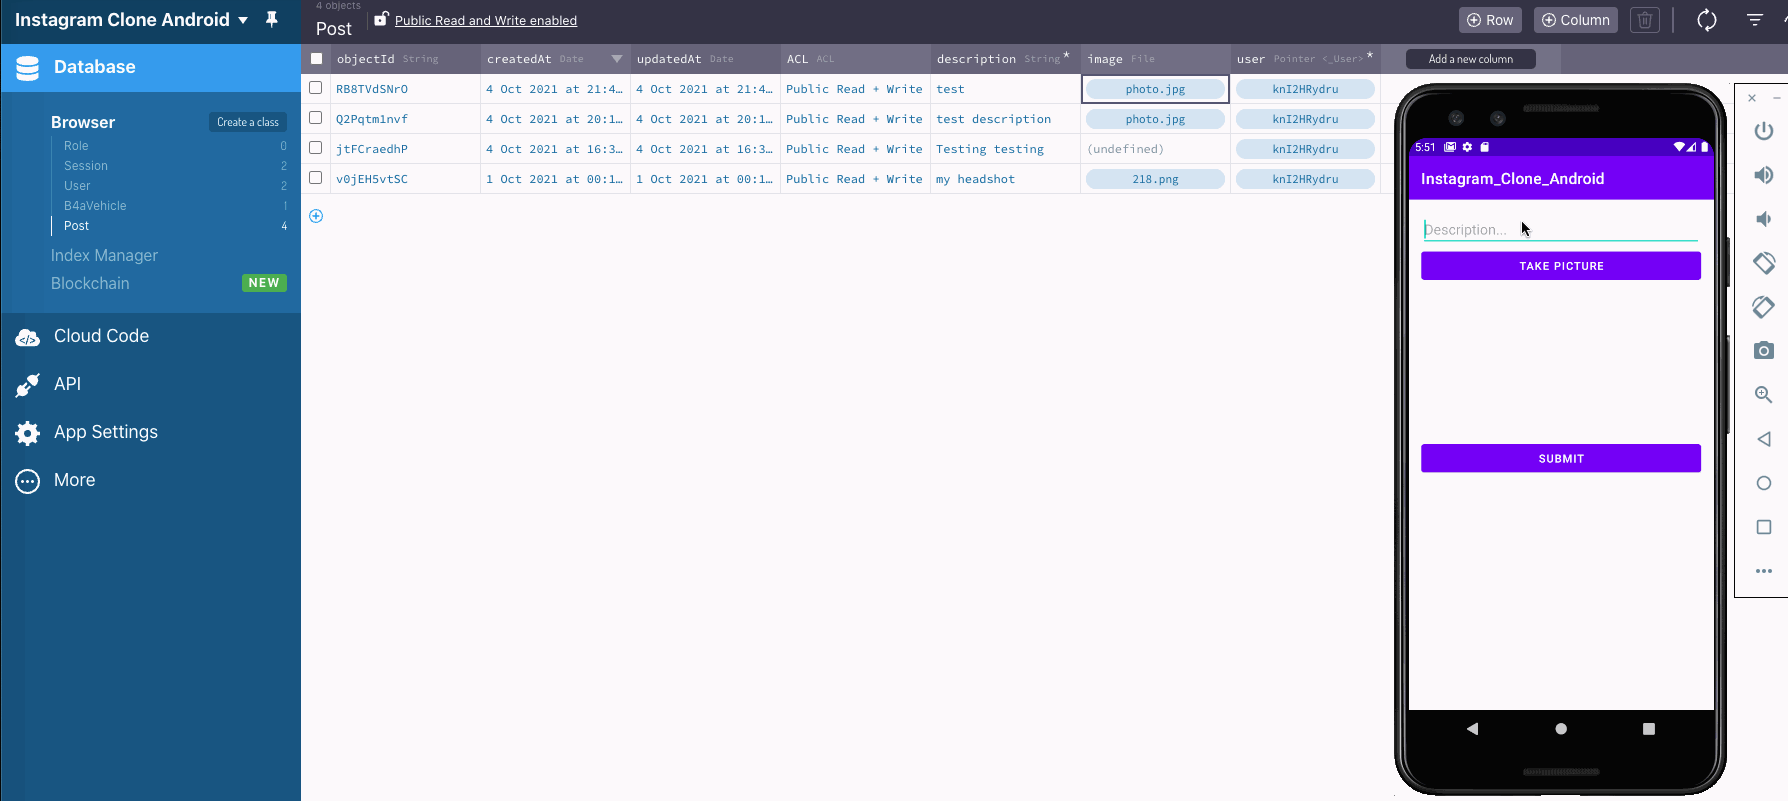 Instagram Clone Android
Database
Browser
Create a class
Role 0
Session 2
User 2
B4aVehicle 1
Post 4
Index Manager
Blockchain NEW
Cloud Code
API
App Settings
More
4 objects
Post
Public Read and Write enabled
Row
Column
objectId String createdAt Date updatedAt Date ACL ACL description String * image File user Pointer <_User> * Add a new column
RB8TVdSNrO 4 Oct 2021 at 21:4… 4 Oct 2021 at 21:4… Public Read + Write test photo.jpg knI2HRydru
Q2Pqtm1nvf 4 Oct 2021 at 20:1… 4 Oct 2021 at 20:1… Public Read + Write test description photo.jpg knI2HRydru
jtFCraedhP 4 Oct 2021 at 16:3… 4 Oct 2021 at 16:3… Public Read + Write Testing testing (undefined) knI2HRydru
v0jEH5vtSC 1 Oct 2021 at 00:1… 1 Oct 2021 at 00:1… Public Read + Write my headshot 218.png knI2HRydru
5:51
Instagram_Clone_Android
Description...
TAKE PICTURE
SUBMIT